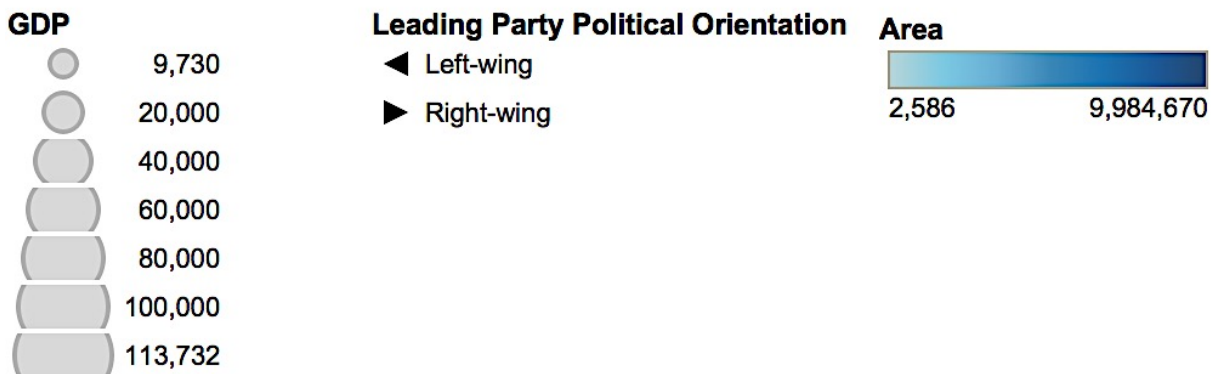 GDP
9,730
20,000
40,000
60,000
80,000
100,000
113,732
Leading Party Political Orientation
Left-wing
Right-wing
Area
2,586 9,984,670